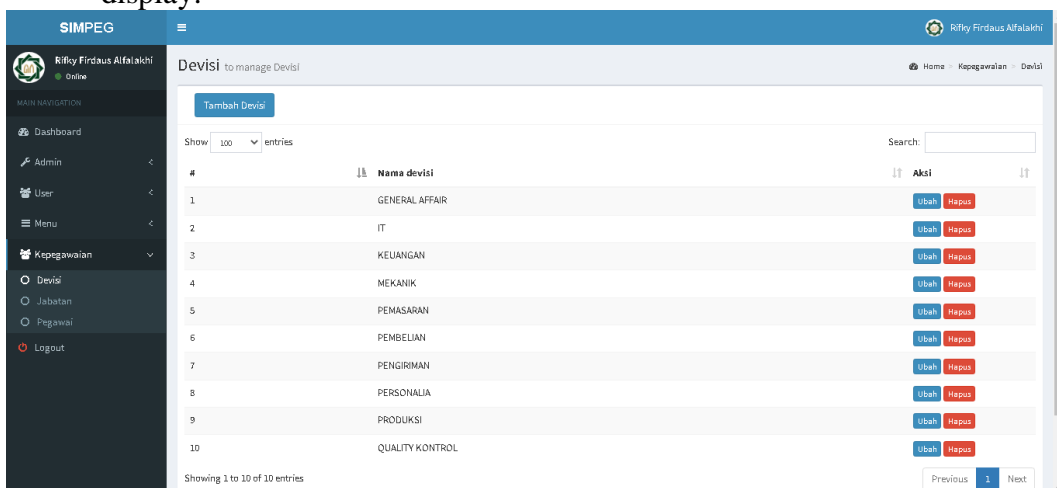 display.
SIMPEG
Rifky Firdaus Alfalakhi
Rifky Firdaus Alfalakhi
Online
MAIN NAVIGATION
Dashboard
Admin
User
Menu
Kepegawaian
Devisi
Jabatan
Pegawai
Logout
Devisi to manage Devisi
Home > Kepegawaian > Devisi
Tambah Devisi
Show 100 entries
Search:
# Nama devisi Aksi
1 GENERAL AFFAIR Ubah Hapus
2 IT Ubah Hapus
3 KEUANGAN Ubah Hapus
4 MEKANIK Ubah Hapus
5 PEMASARAN Ubah Hapus
6 PEMBELIAN Ubah Hapus
7 PENGIRIMAN Ubah Hapus
8 PERSONALIA Ubah Hapus
9 PRODUKSI Ubah Hapus
10 QUALITY KONTROL Ubah Hapus
Showing 1 to 10 of 10 entries
Previous 1 Next